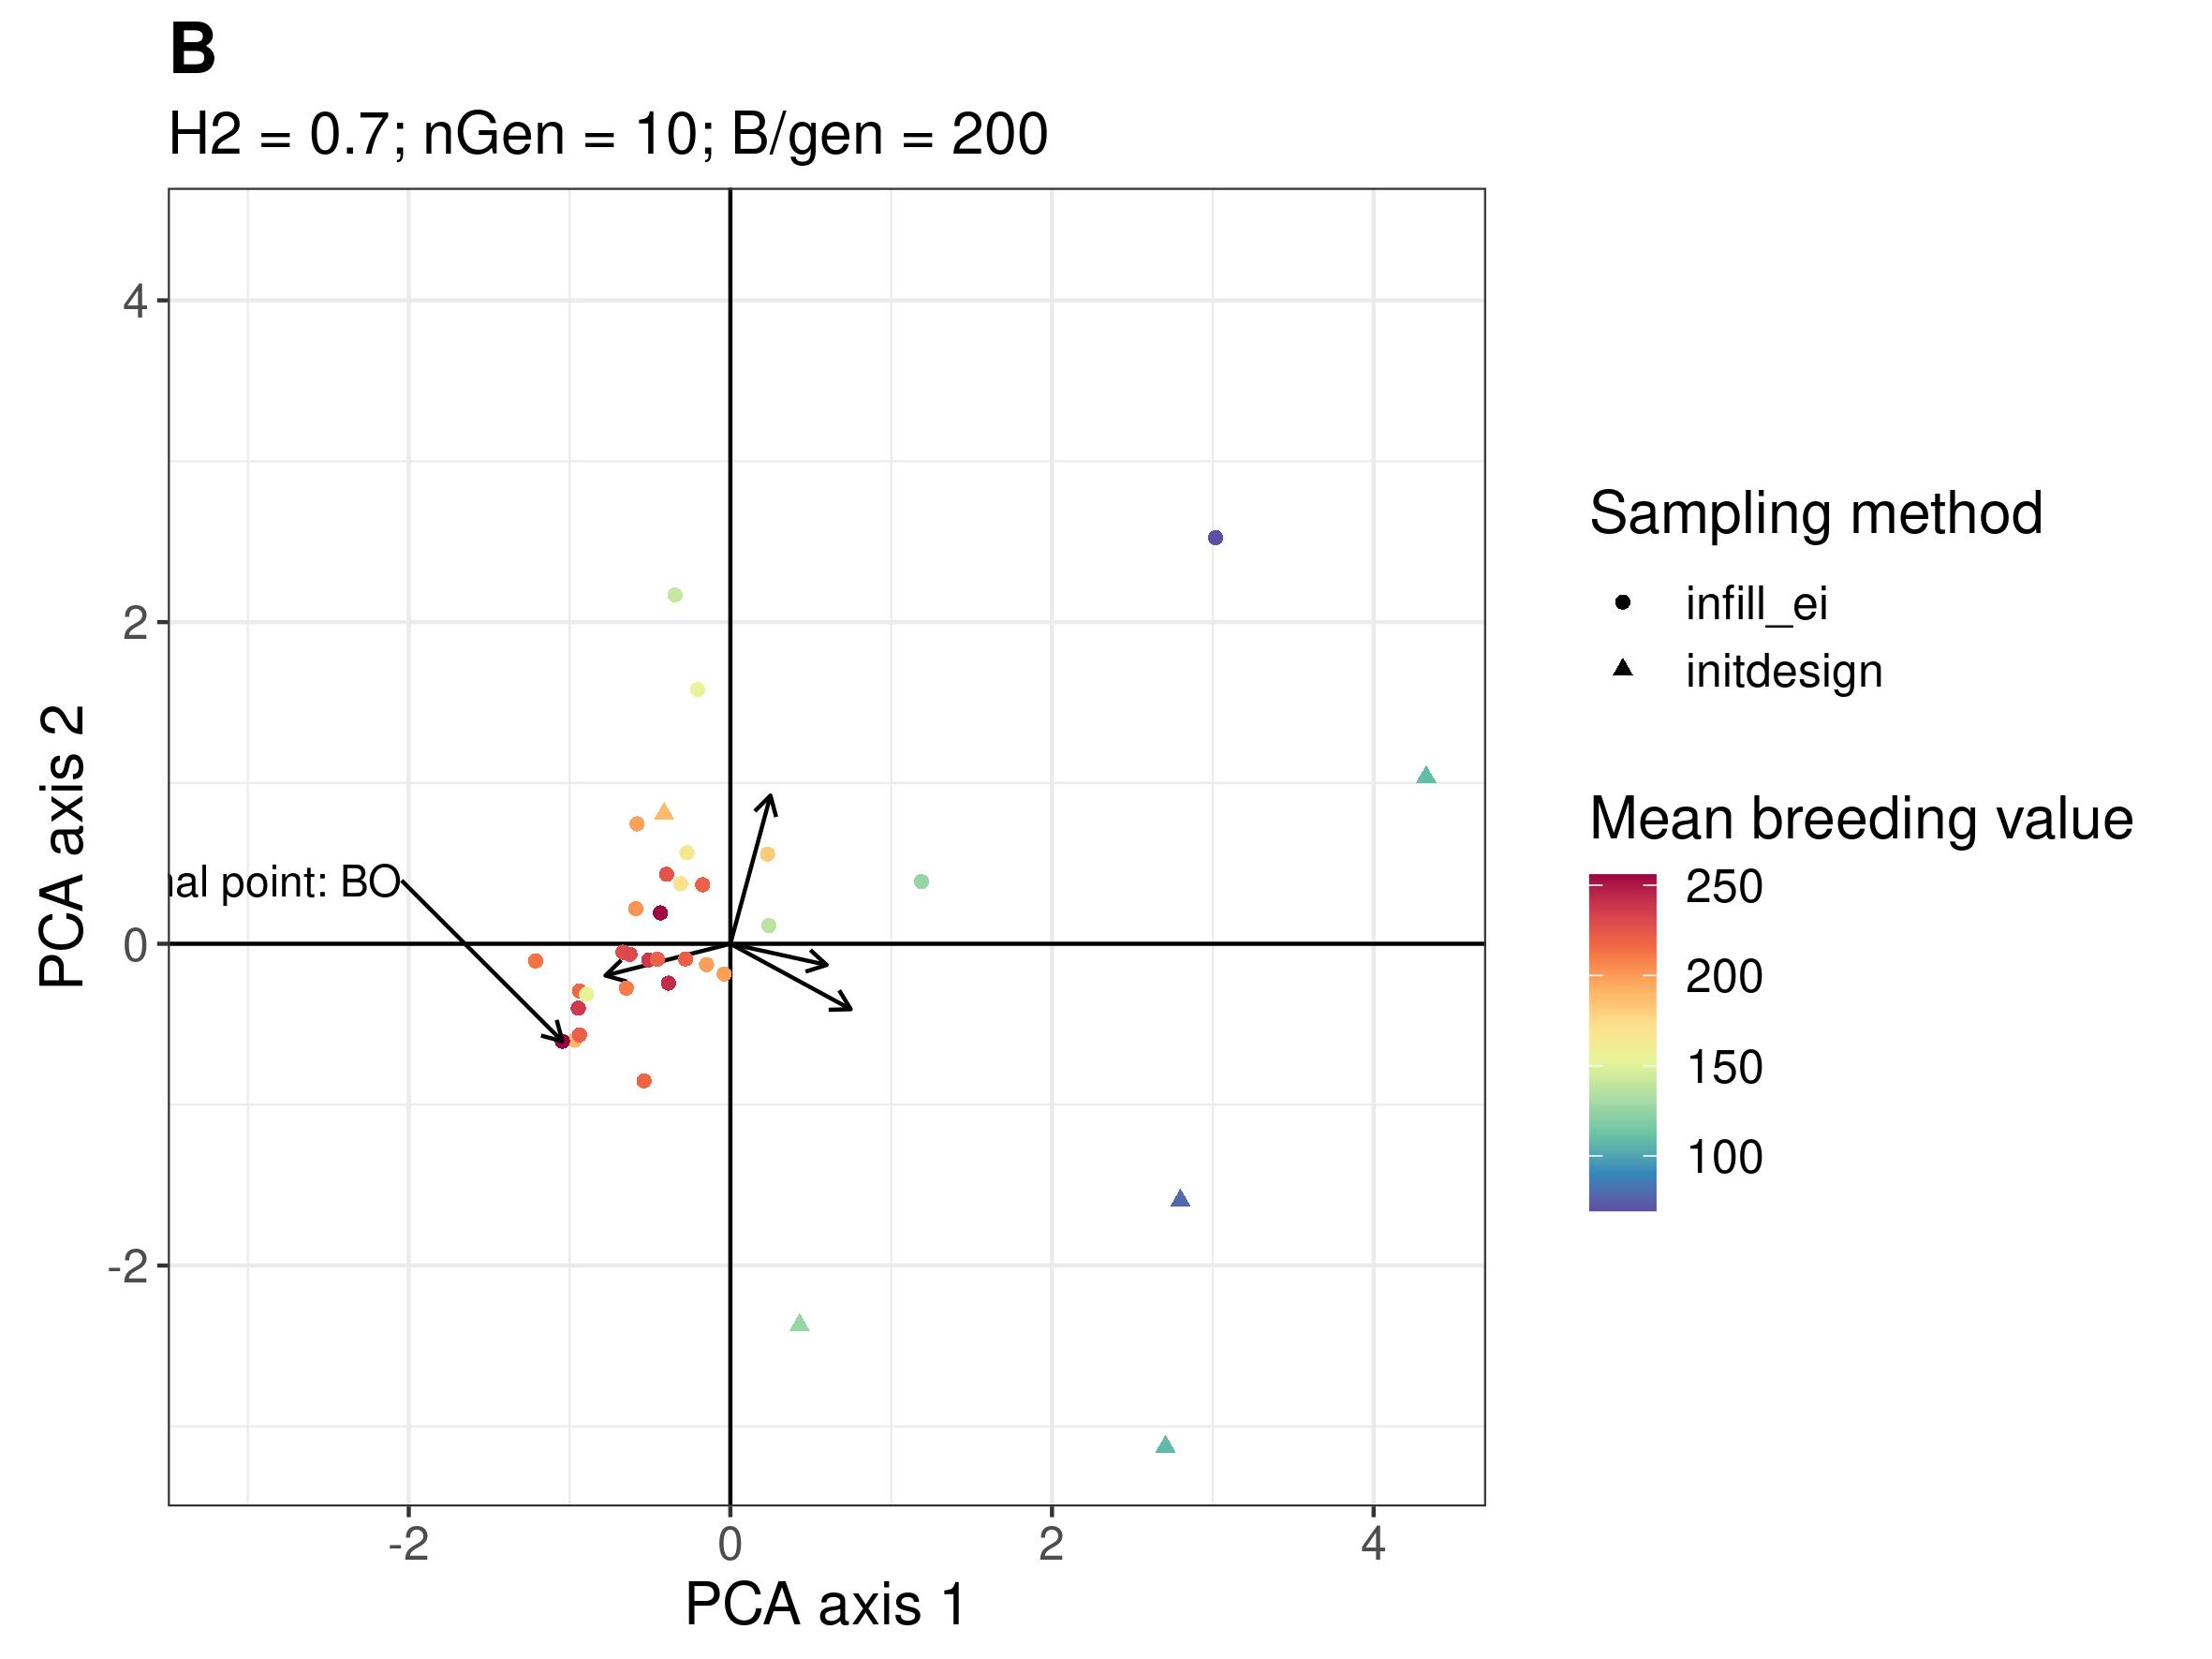 B
H2 = 0.7; nGen = 10; B/gen = 200
PCA axis 2
4
2
0
-2
point: BO
-2
0
2
4
PCA axis 1
Sampling method
infill_ei
initdesign
Mean breeding value
250
200
150
100